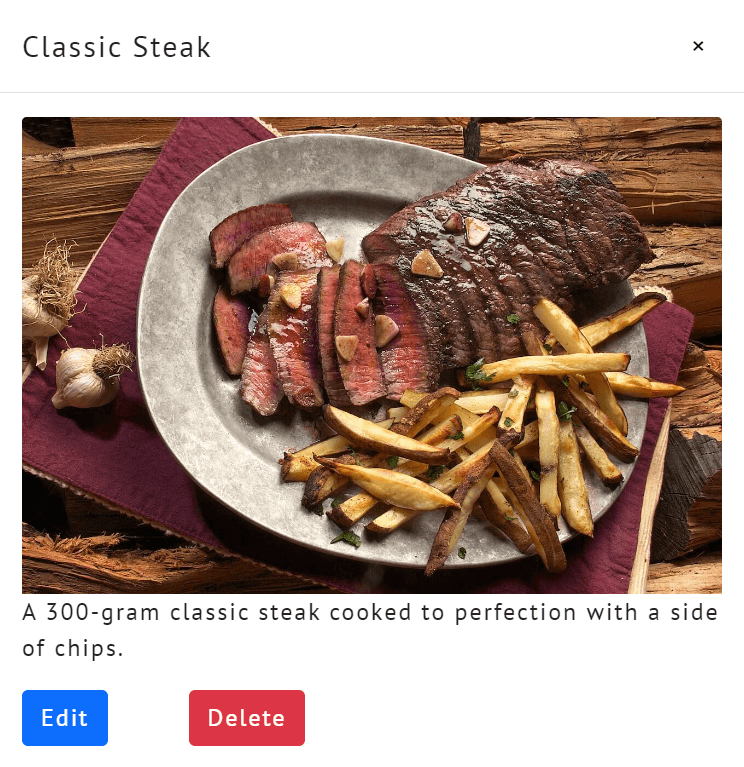 Classic Steak
×
A 300-gram classic steak cooked to perfection with a side
of chips.
Edit
Delete